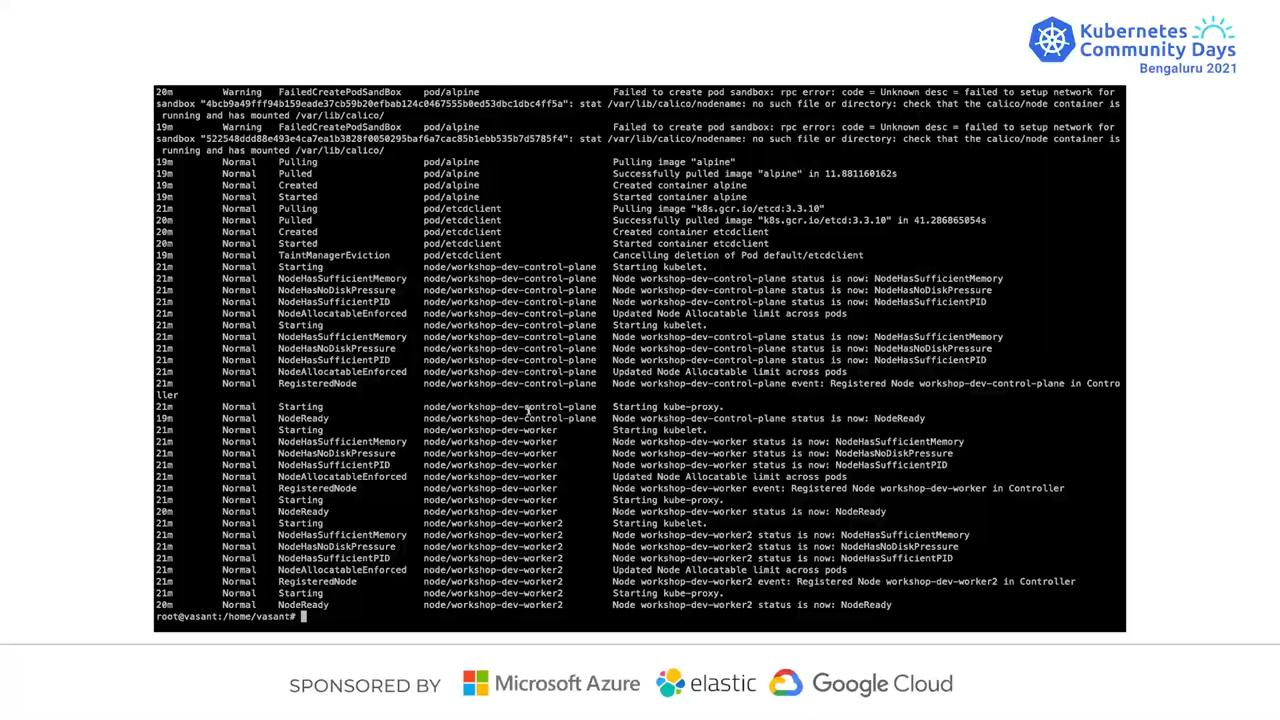 Kubernetes
Community Days
Bengaluru 2021
20m Warning FailedCreatePodSandBox pod/alpine Failed to create pod sandbox: rpc error: code = Unknown desc = failed to setup network for
sandbox "4bcb9a49fff94b159eade37cb59b20efbab124c0467555b0ed53dbc1dbc4ff5a": stat /var/lib/calico/nodename: no such file or directory: check that the calico/node container is
running and has mounted /var/lib/calico/
19m Warning FailedCreatePodSandBox pod/alpine Failed to create pod sandbox: rpc error: code = Unknown desc = failed to setup network for
sandbox "522548ddd88e493e4ca7ea1b3828f0050295baf6a7cac85b1ebb535b7d5785f4": stat /var/lib/calico/nodename: no such file or directory: check that the calico/node container is
running and has mounted /var/lib/calico/
19m Normal Pulling pod/alpine Pulling image "alpine"
19m Normal Pulled pod/alpine Successfully pulled image "alpine" in 11.881160162s
19m Normal Created pod/alpine Created container alpine
19m Normal Started pod/alpine Started container alpine
21m Normal Pulling pod/etcdclient Pulling image "k8s.gcr.io/etcd:3.3.10"
20m Normal Pulled pod/etcdclient Successfully pulled image "k8s.gcr.io/etcd:3.3.10" in 41.286865054s
20m Normal Created pod/etcdclient Created container etcdclient
20m Normal Started pod/etcdclient Started container etcdclient
19m Normal TaintManagerEviction pod/etcdclient Cancelling deletion of Pod default/etcdclient
21m Normal Starting node/workshop-dev-control-plane Starting kubelet.
21m Normal NodeHasSufficientMemory node/workshop-dev-control-plane Node workshop-dev-control-plane status is now: NodeHasSufficientMemory
21m Normal NodeHasNoDiskPressure node/workshop-dev-control-plane Node workshop-dev-control-plane status is now: NodeHasNoDiskPressure
21m Normal NodeHasSufficientPID node/workshop-dev-control-plane Node workshop-dev-control-plane status is now: NodeHasSufficientPID
21m Normal NodeAllocatableEnforced node/workshop-dev-control-plane Updated Node Allocatable limit across pods
21m Normal Starting node/workshop-dev-control-plane Starting kubelet.
21m Normal NodeHasSufficientMemory node/workshop-dev-control-plane Node workshop-dev-control-plane status is now: NodeHasSufficientMemory
21m Normal NodeHasNoDiskPressure node/workshop-dev-control-plane Node workshop-dev-control-plane status is now: NodeHasNoDiskPressure
21m Normal NodeHasSufficientPID node/workshop-dev-control-plane Node workshop-dev-control-plane status is now: NodeHasSufficientPID
21m Normal NodeAllocatableEnforced node/workshop-dev-control-plane Updated Node Allocatable limit across pods
21m Normal RegisteredNode node/workshop-dev-control-plane Node workshop-dev-control-plane event: Registered Node workshop-dev-control-plane in Contro
ller
21m Normal Starting node/workshop-dev-control-plane Starting kube-proxy.
19m Normal NodeReady node/workshop-dev-control-plane Node workshop-dev-control-plane status is now: NodeReady
21m Normal Starting node/workshop-dev-worker Starting kubelet.
21m Normal NodeHasSufficientMemory node/workshop-dev-worker Node workshop-dev-worker status is now: NodeHasSufficientMemory
21m Normal NodeHasNoDiskPressure node/workshop-dev-worker Node workshop-dev-worker status is now: NodeHasNoDiskPressure
21m Normal NodeHasSufficientPID node/workshop-dev-worker Node workshop-dev-worker status is now: NodeHasSufficientPID
21m Normal NodeAllocatableEnforced node/workshop-dev-worker Updated Node Allocatable limit across pods
21m Normal RegisteredNode node/workshop-dev-worker Node workshop-dev-worker event: Registered Node workshop-dev-worker in Controller
21m Normal Starting node/workshop-dev-worker Starting kube-proxy.
20m Normal NodeReady node/workshop-dev-worker Node workshop-dev-worker status is now: NodeReady
21m Normal Starting node/workshop-dev-worker2 Starting kubelet.
21m Normal NodeHasSufficientMemory node/workshop-dev-worker2 Node workshop-dev-worker2 status is now: NodeHasSufficientMemory
21m Normal NodeHasNoDiskPressure node/workshop-dev-worker2 Node workshop-dev-worker2 status is now: NodeHasNoDiskPressure
21m Normal NodeHasSufficientPID node/workshop-dev-worker2 Node workshop-dev-worker2 status is now: NodeHasSufficientPID
21m Normal NodeAllocatableEnforced node/workshop-dev-worker2 Updated Node Allocatable limit across pods
21m Normal RegisteredNode node/workshop-dev-worker2 Node workshop-dev-worker2 event: Registered Node workshop-dev-worker2 in Controller
21m Normal Starting node/workshop-dev-worker2 Starting kube-proxy.
20m Normal NodeReady node/workshop-dev-worker2 Node workshop-dev-worker2 status is now: NodeReady
root@vasant:/home/vasant#
SPONSORED BY Microsoft Azure elastic Google Cloud